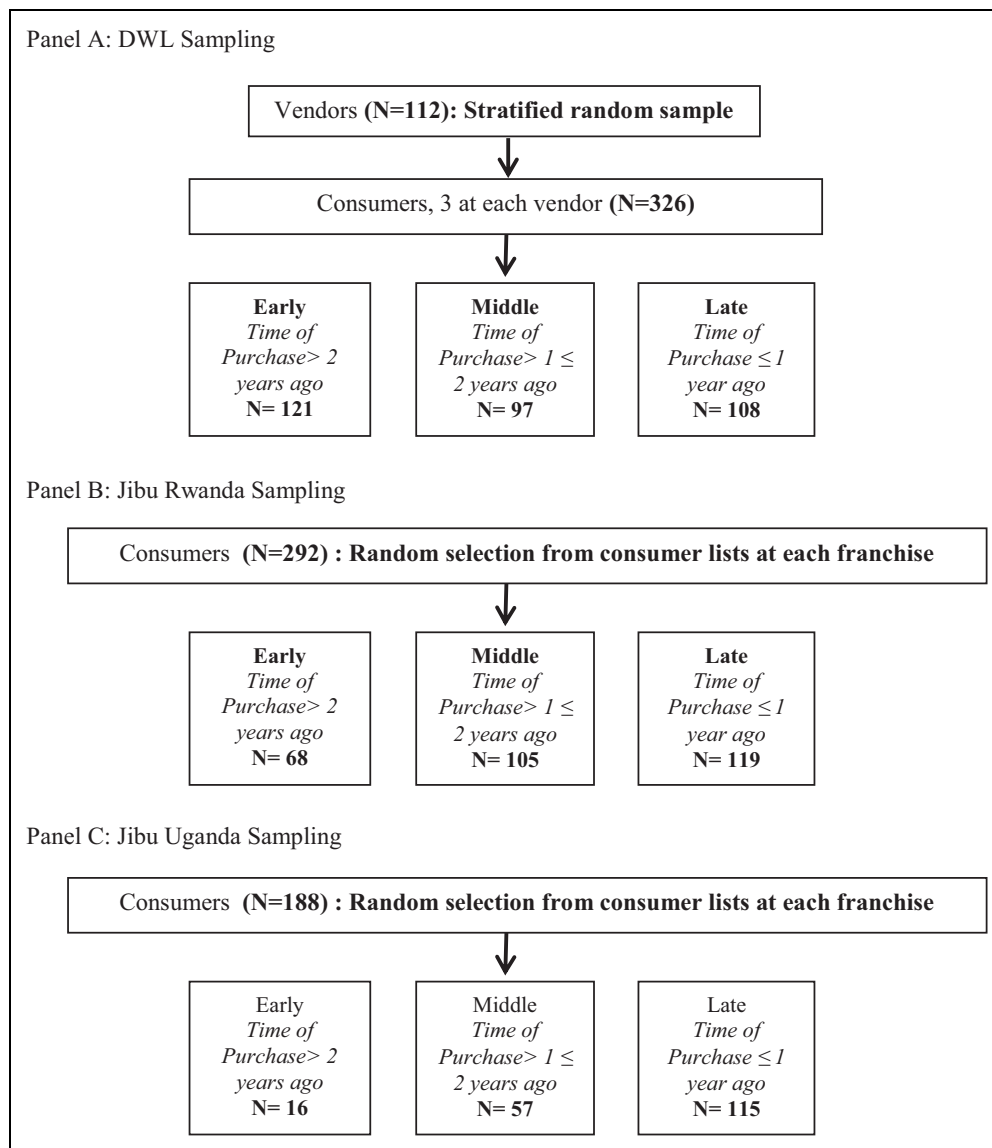 Panel A: DWL Sampling
Vendors (N=112): Stratified random sample
Consumers, 3 at each vendor (N=326)
Early
Time of
Purchase> 2
years ago
N= 121
Middle
Time of
Purchase> 1 ≤
2 years ago
N= 97
Late
Time of
Purchase ≤ 1
year ago
N= 108
Panel B: Jibu Rwanda Sampling
Consumers (N=292) : Random selection from consumer lists at each franchise
Early
Time of
Purchase> 2
years ago
N= 68
Middle
Time of
Purchase> 1 ≤
2 years ago
N= 105
Late
Time of
Purchase ≤ 1
year ago
N= 119
Panel C: Jibu Uganda Sampling
Consumers (N=188) : Random selection from consumer lists at each franchise
Early
Time of
Purchase> 2
years ago
N= 16
Middle
Time of
Purchase> 1 ≤
2 years ago
N= 57
Late
Time of
Purchase ≤ 1
year ago
N= 115